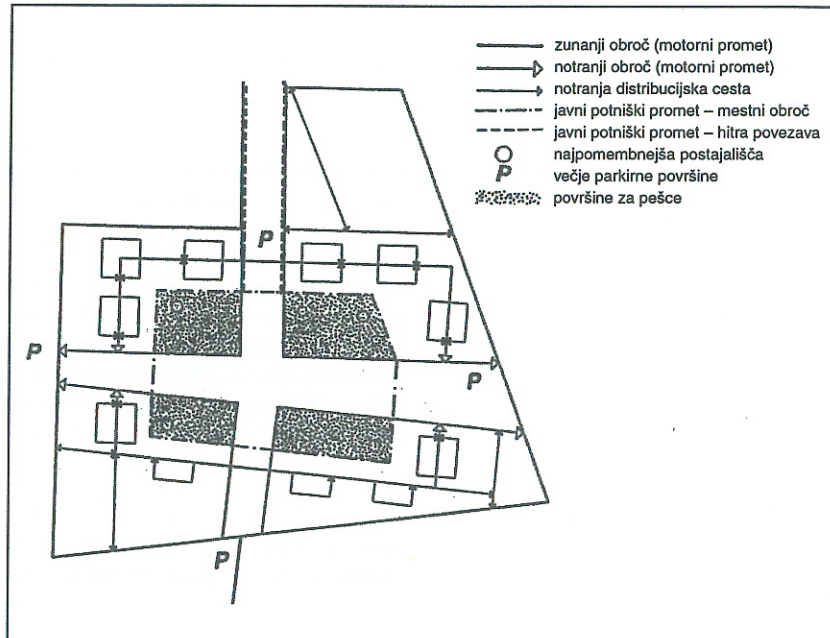 zunanji obroč (motorni promet)
notranji obroč (motorni promet)
notranja distribucijska cesta
javni potniški promet – mestni obroč
javni potniški promet – hitra povezava
najpomembnejša postajališča
P večje parkirne površine
površine za pešce
P
P
P
P